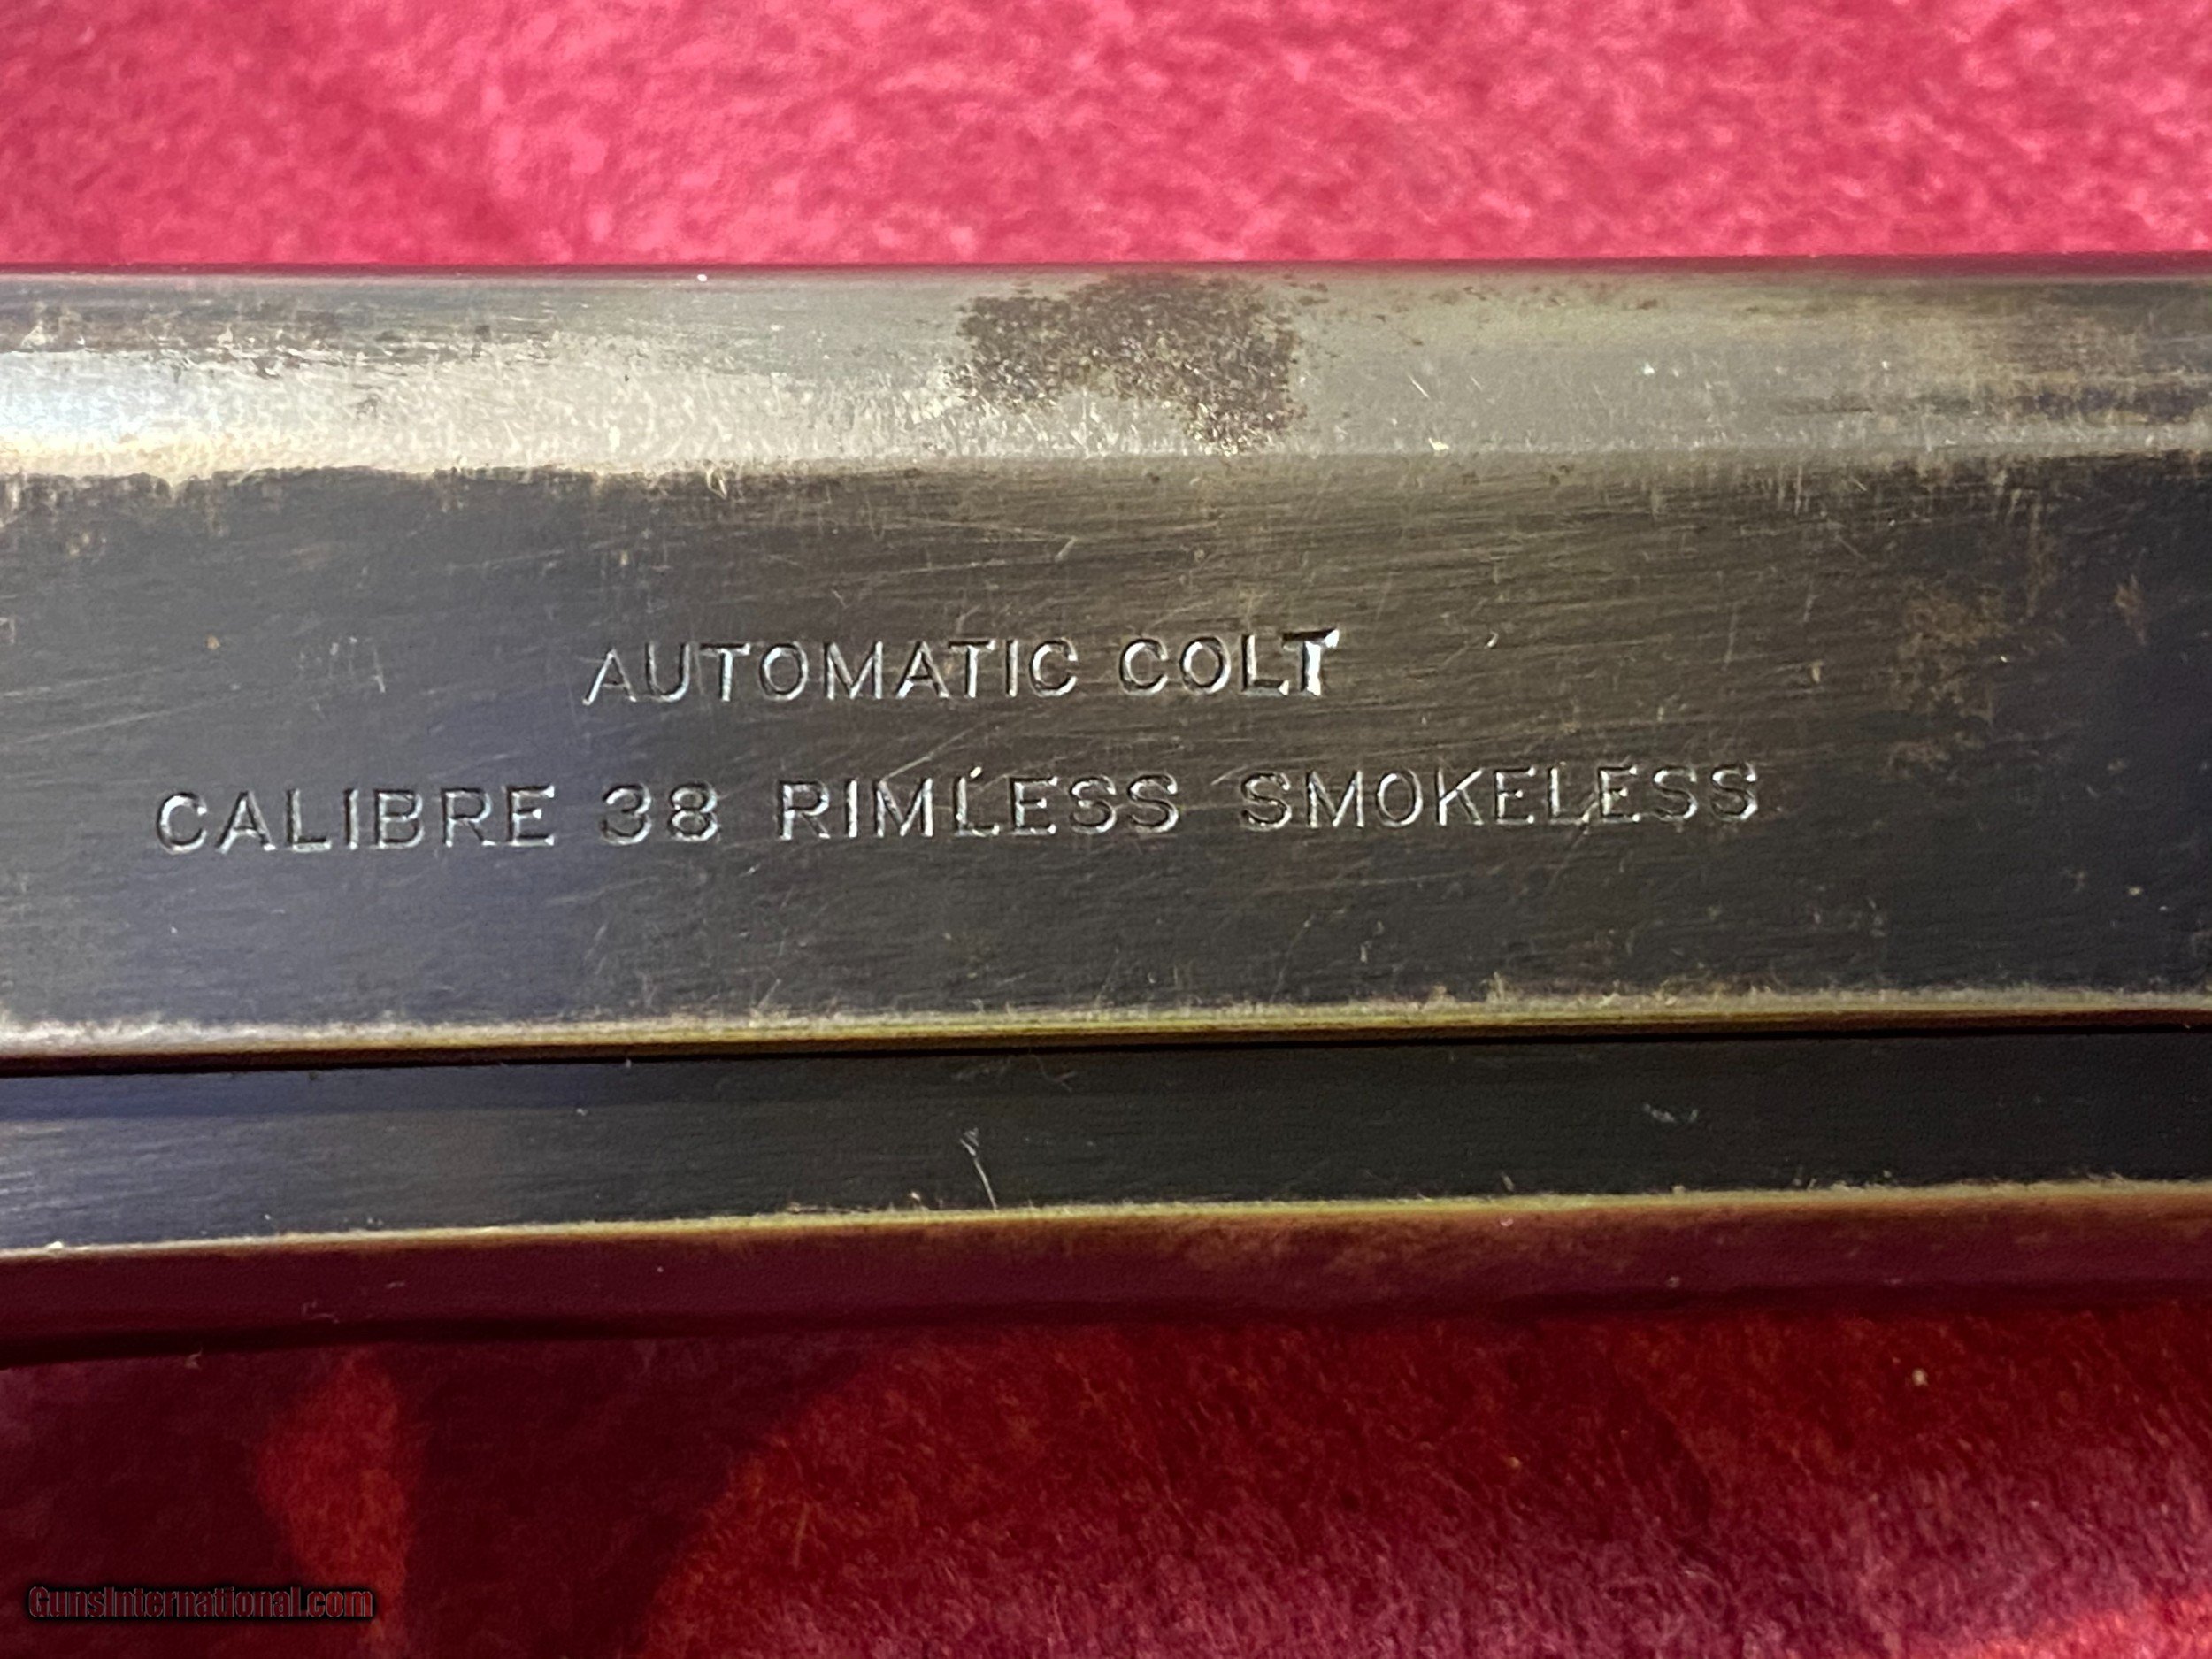 AUTOMATIC COLT
CALIBRE 38 RIMLESS SMOKELESS
GunsInternational.com